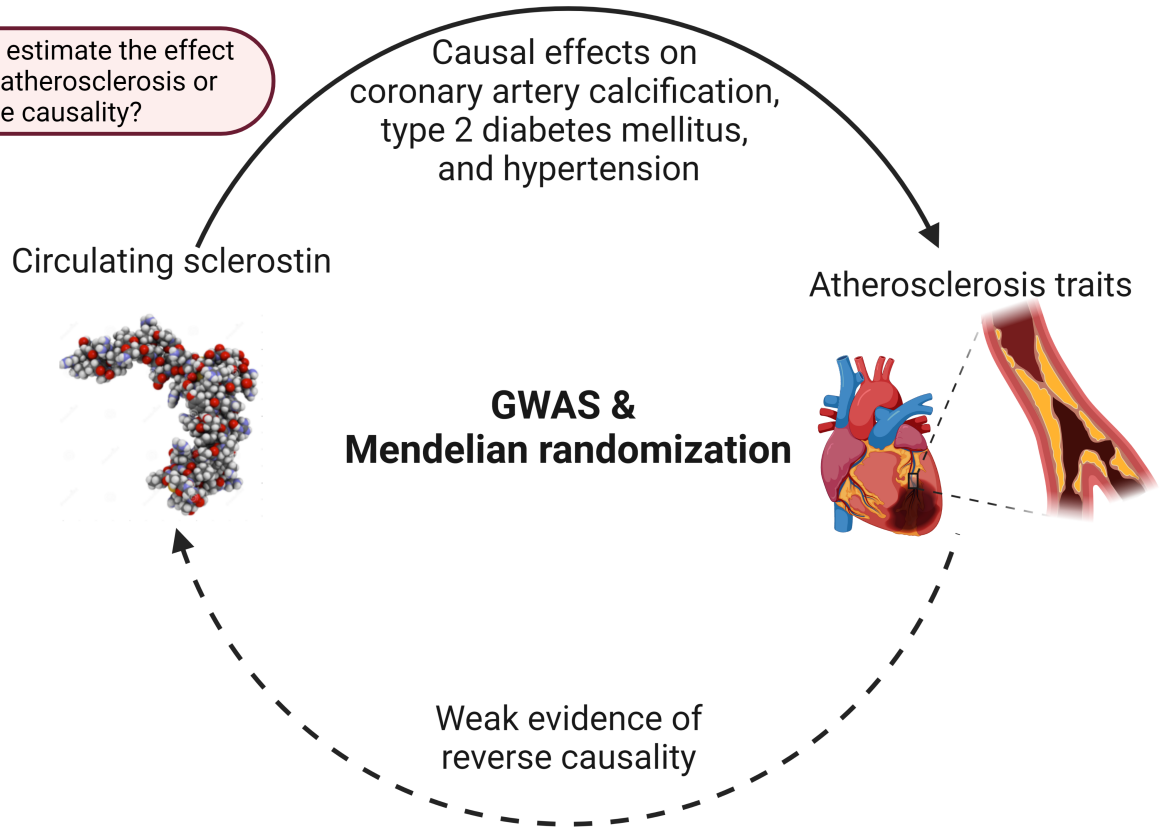 estimate the effect
atherosclerosis or
e causality?
Causal effects on
coronary artery calcification,
type 2 diabetes mellitus,
and hypertension
Circulating sclerostin
Atherosclerosis traits
GWAS &
Mendelian randomization
Weak evidence of
reverse causality